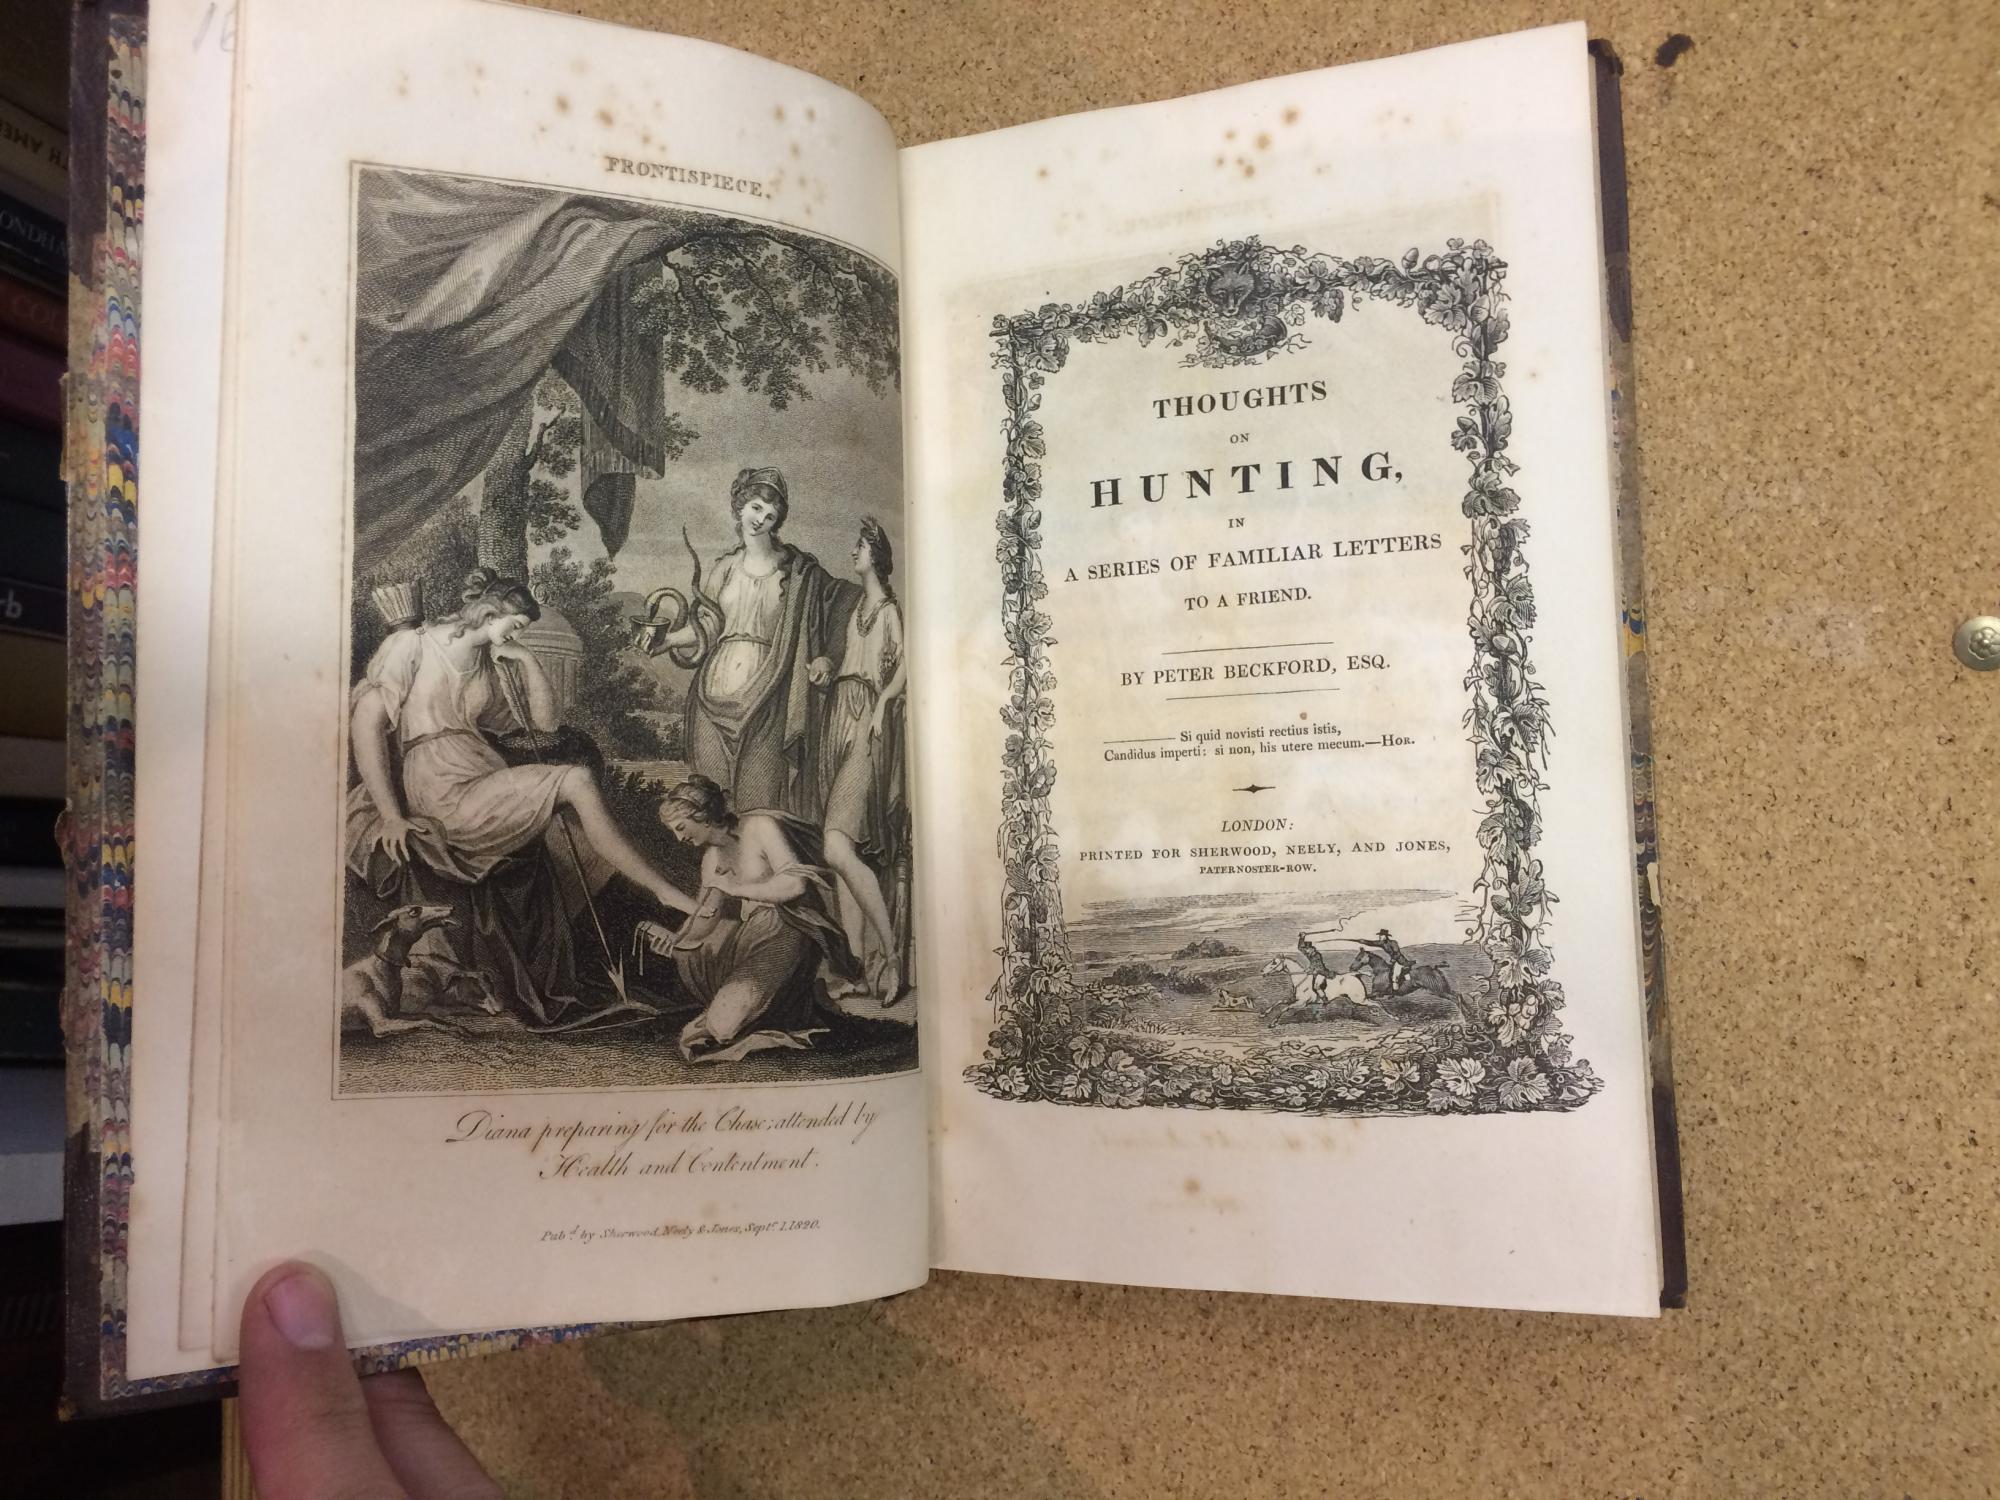 FRONTISPIECE.
Diana preparing for the Chase; attended by
Health and Contentment.
Pubd. by Sherwood, Neely & Jones, Septr. 1, 1820.
THOUGHTS
ON
HUNTING,
IN
A SERIES OF FAMILIAR LETTERS
TO A FRIEND.
BY PETER BECKFORD, ESQ.
Si quid novisti rectius istis,
Candidus imperti: si non, his utere mecum.—HOR.
LONDON:
PRINTED FOR SHERWOOD, NEELY, AND JONES,
PATERNOSTER-ROW.